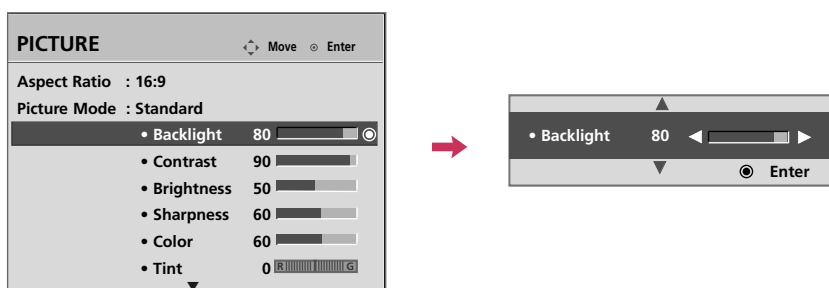 PICTURE Move Enter
Aspect Ratio : 16:9
Picture Mode : Standard
• Backlight 80
• Contrast 90
• Brightness 50
• Sharpness 60
• Color 60
• Tint 0 R G
• Backlight 80
Enter